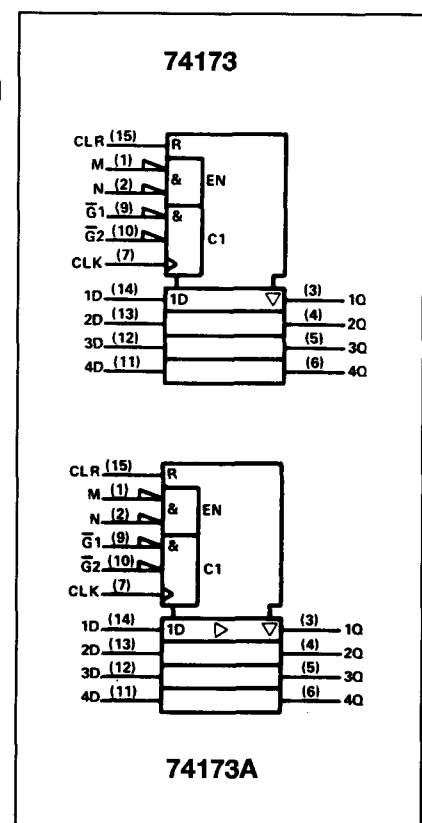 74173
CLR (15) R
M (1) & EN
N (2)
G̅1 (9) &
G̅2 (10) C1
CLK (7)
1D (14) 1D ▽ (3) 1Q
2D (13) (4) 2Q
3D (12) (5) 3Q
4D (11) (6) 4Q
CLR (15) R
M (1) & EN
N (2)
G̅1 (9) &
G̅2 (10) C1
CLK (7)
1D (14) 1D ▷ ▽ (3) 1Q
2D (13) (4) 2Q
3D (12) (5) 3Q
4D (11) (6) 4Q
74173A